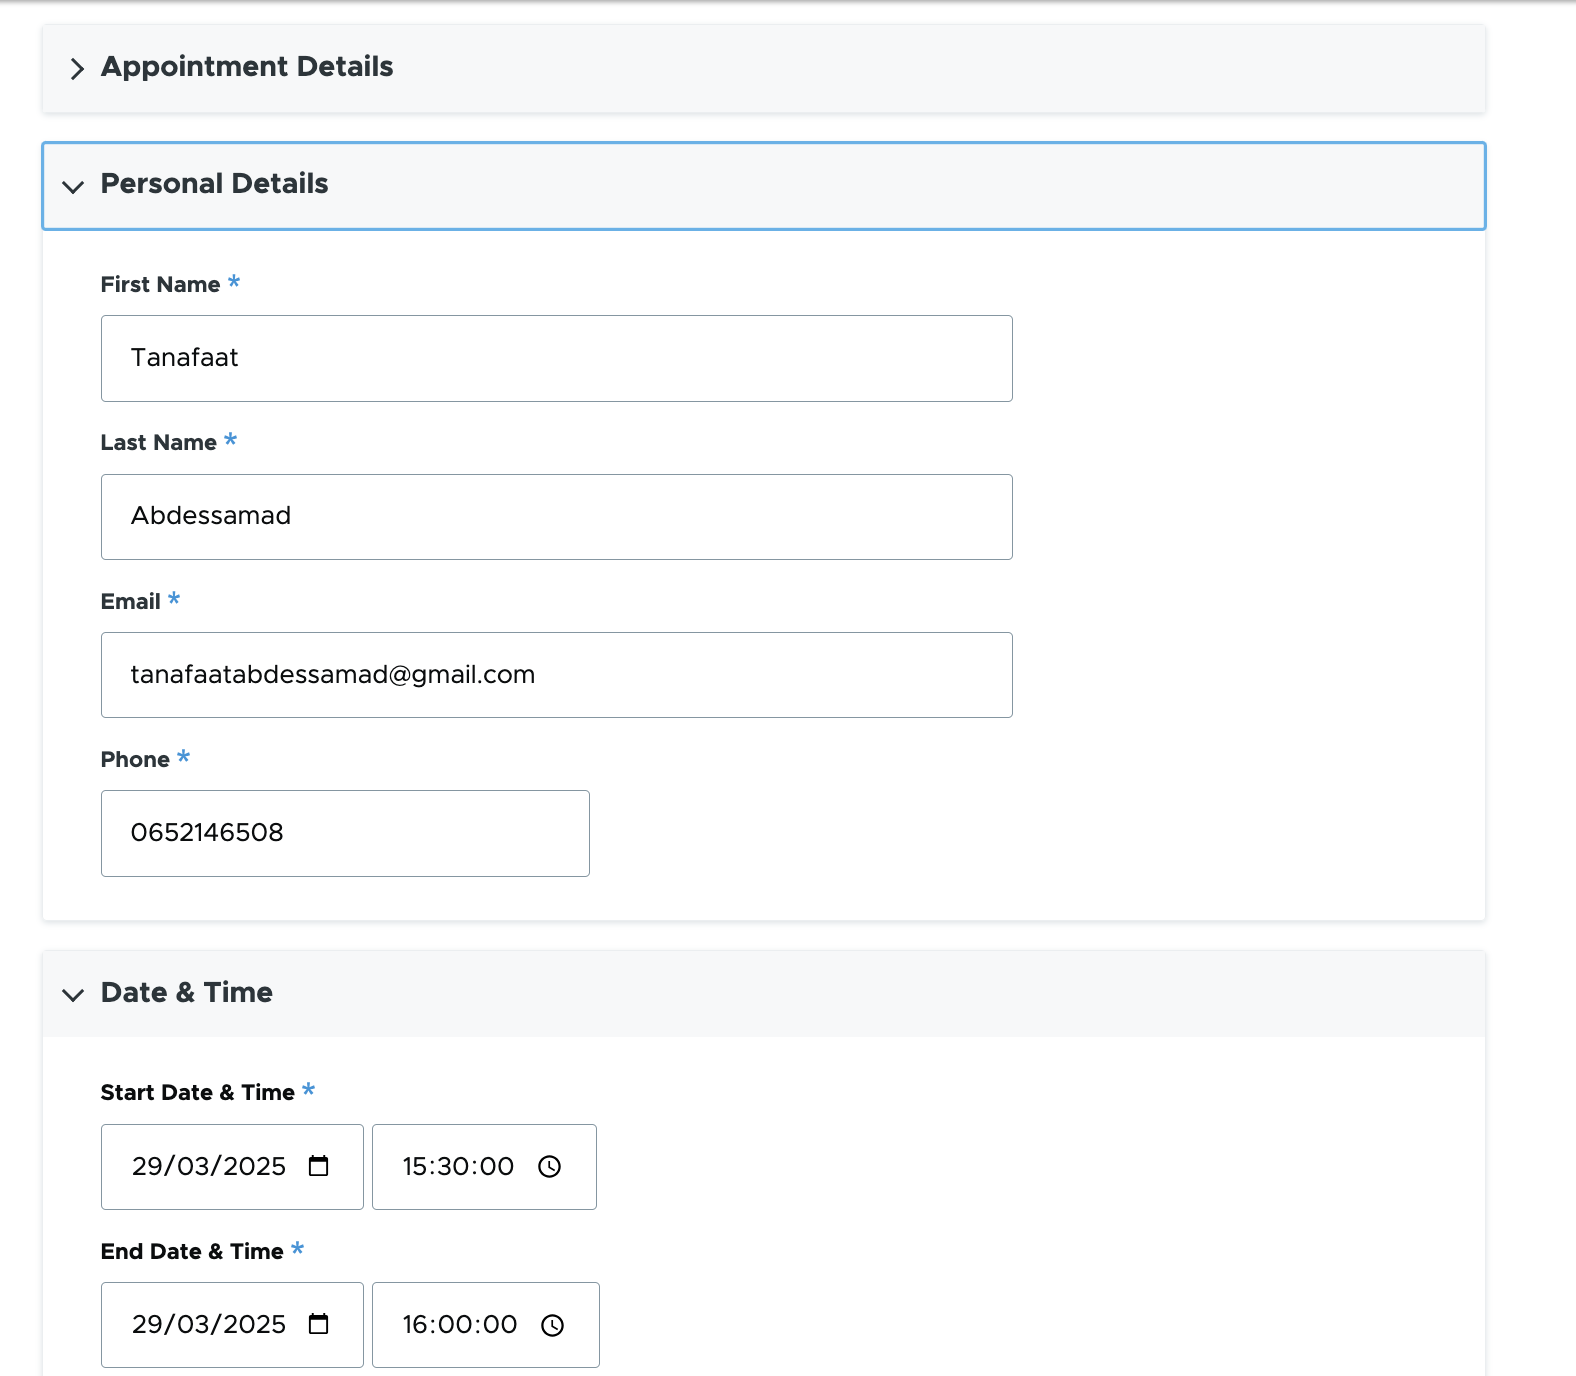 Appointment Details
Personal Details
First Name *
Tanafaat
Last Name *
Abdessamad
Email *
tanafaatabdessamad@gmail.com
Phone *
0652146508
Date & Time
Start Date & Time *
29/03/2025 15:30:00
End Date & Time *
29/03/2025 16:00:00